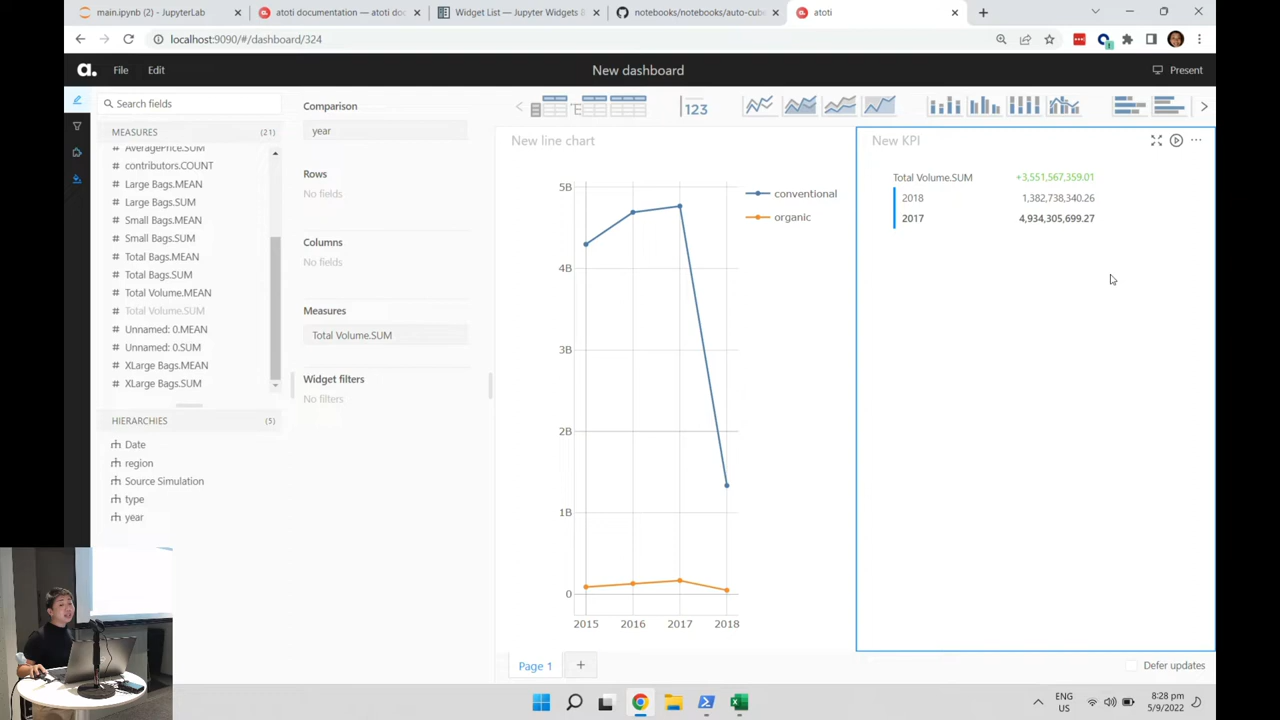 main.ipynb (2) - JupyterLab
atoti documentation — atoti doc
Widget List — Jupyter Widgets 8
notebooks/notebooks/auto-cube
atoti
localhost:9090/#/dashboard/324
a.
File
Edit
New dashboard
Present
Search fields
MEASURES
(21)
AveragePrice.SUM
contributors.COUNT
Large Bags.MEAN
Large Bags.SUM
Small Bags.MEAN
Small Bags.SUM
Total Bags.MEAN
Total Bags.SUM
Total Volume.MEAN
Total Volume.SUM
Unnamed: 0.MEAN
Unnamed: 0.SUM
XLarge Bags.MEAN
XLarge Bags.SUM
HIERARCHIES
(5)
Date
region
Source Simulation
type
year
Comparison
year
Rows
No fields
Columns
No fields
Measures
Total Volume.SUM
Widget filters
No filters
123
New line chart
5B
4B
3B
2B
1B
0
2015
2016
2017
2018
conventional
organic
New KPI
Total Volume.SUM
+3,551,567,359.01
2018
1,382,738,340.26
2017
4,934,305,699.27
Page 1
Defer updates
ENG
US
8:28 pm
5/9/2022